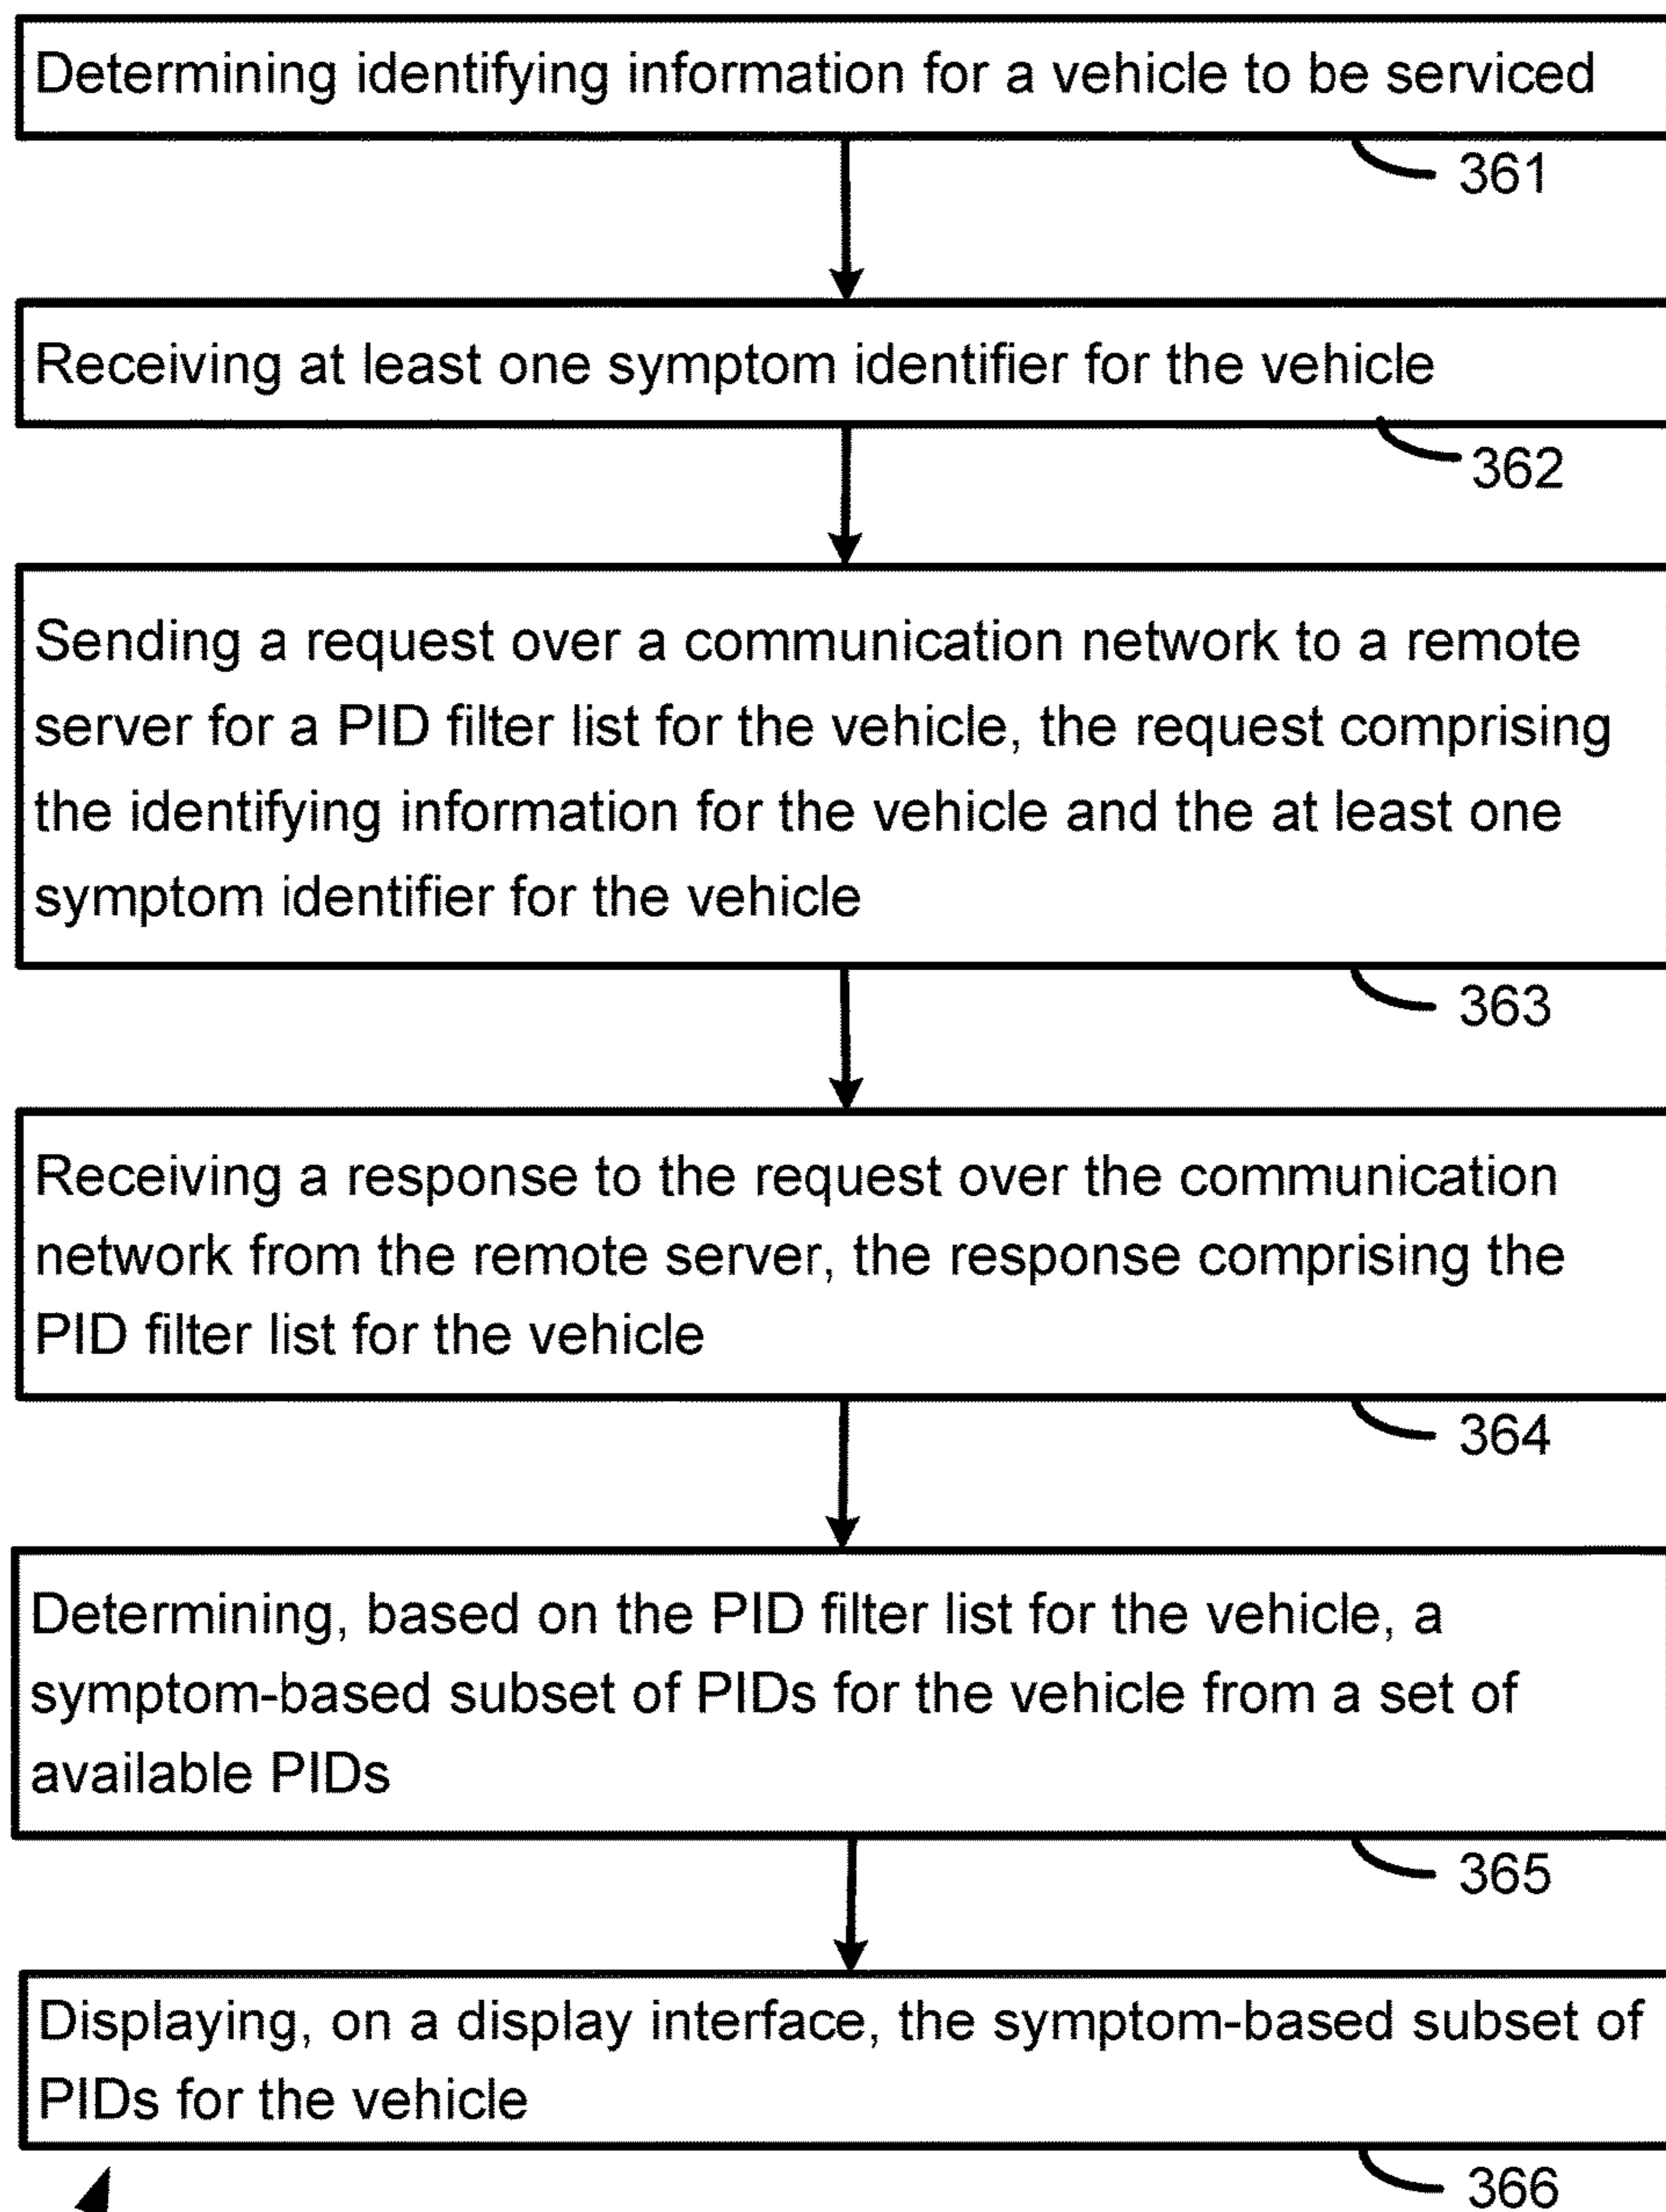 Determining identifying information for a vehicle to be serviced
361
Receiving at least one symptom identifier for the vehicle
362
Sending a request over a communication network to a remote
server for a PID filter list for the vehicle, the request comprising
the identifying information for the vehicle and the at least one
symptom identifier for the vehicle
363
Receiving a response to the request over the communication
network from the remote server, the response comprising the
PID filter list for the vehicle
364
Determining, based on the PID filter list for the vehicle, a
symptom-based subset of PIDs for the vehicle from a set of
available PIDs
365
Displaying, on a display interface, the symptom-based subset of
PIDs for the vehicle
366